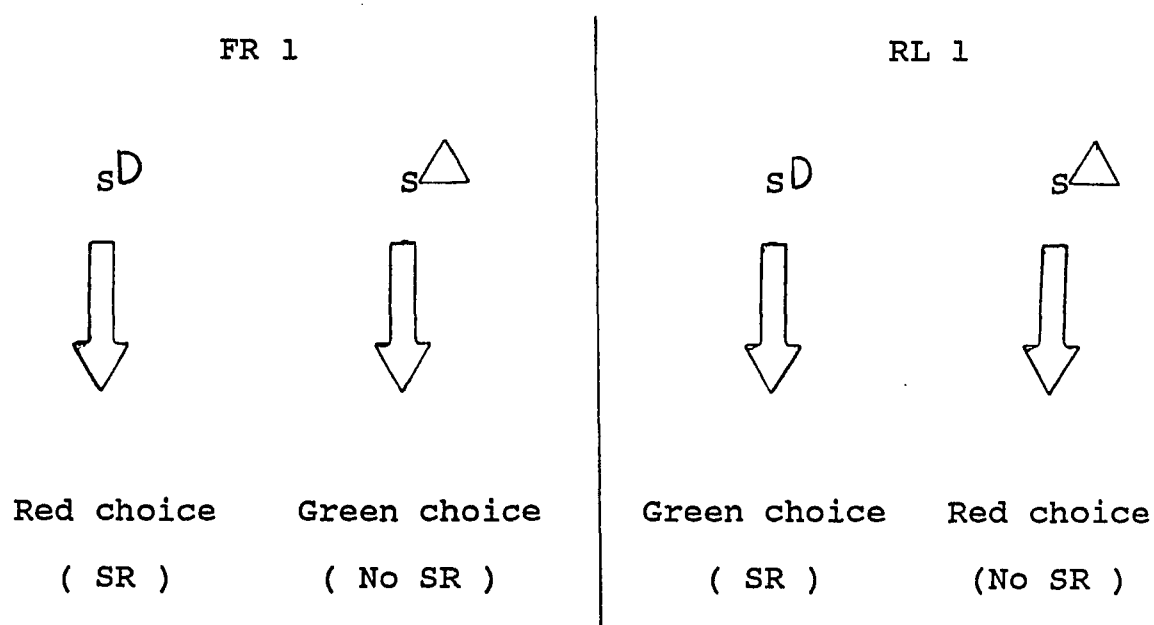 FR 1
RL 1
SD
S△
SD
S△
Red choice
Green choice
Green choice
Red choice
( SR )
( No SR )
( SR )
(No SR )